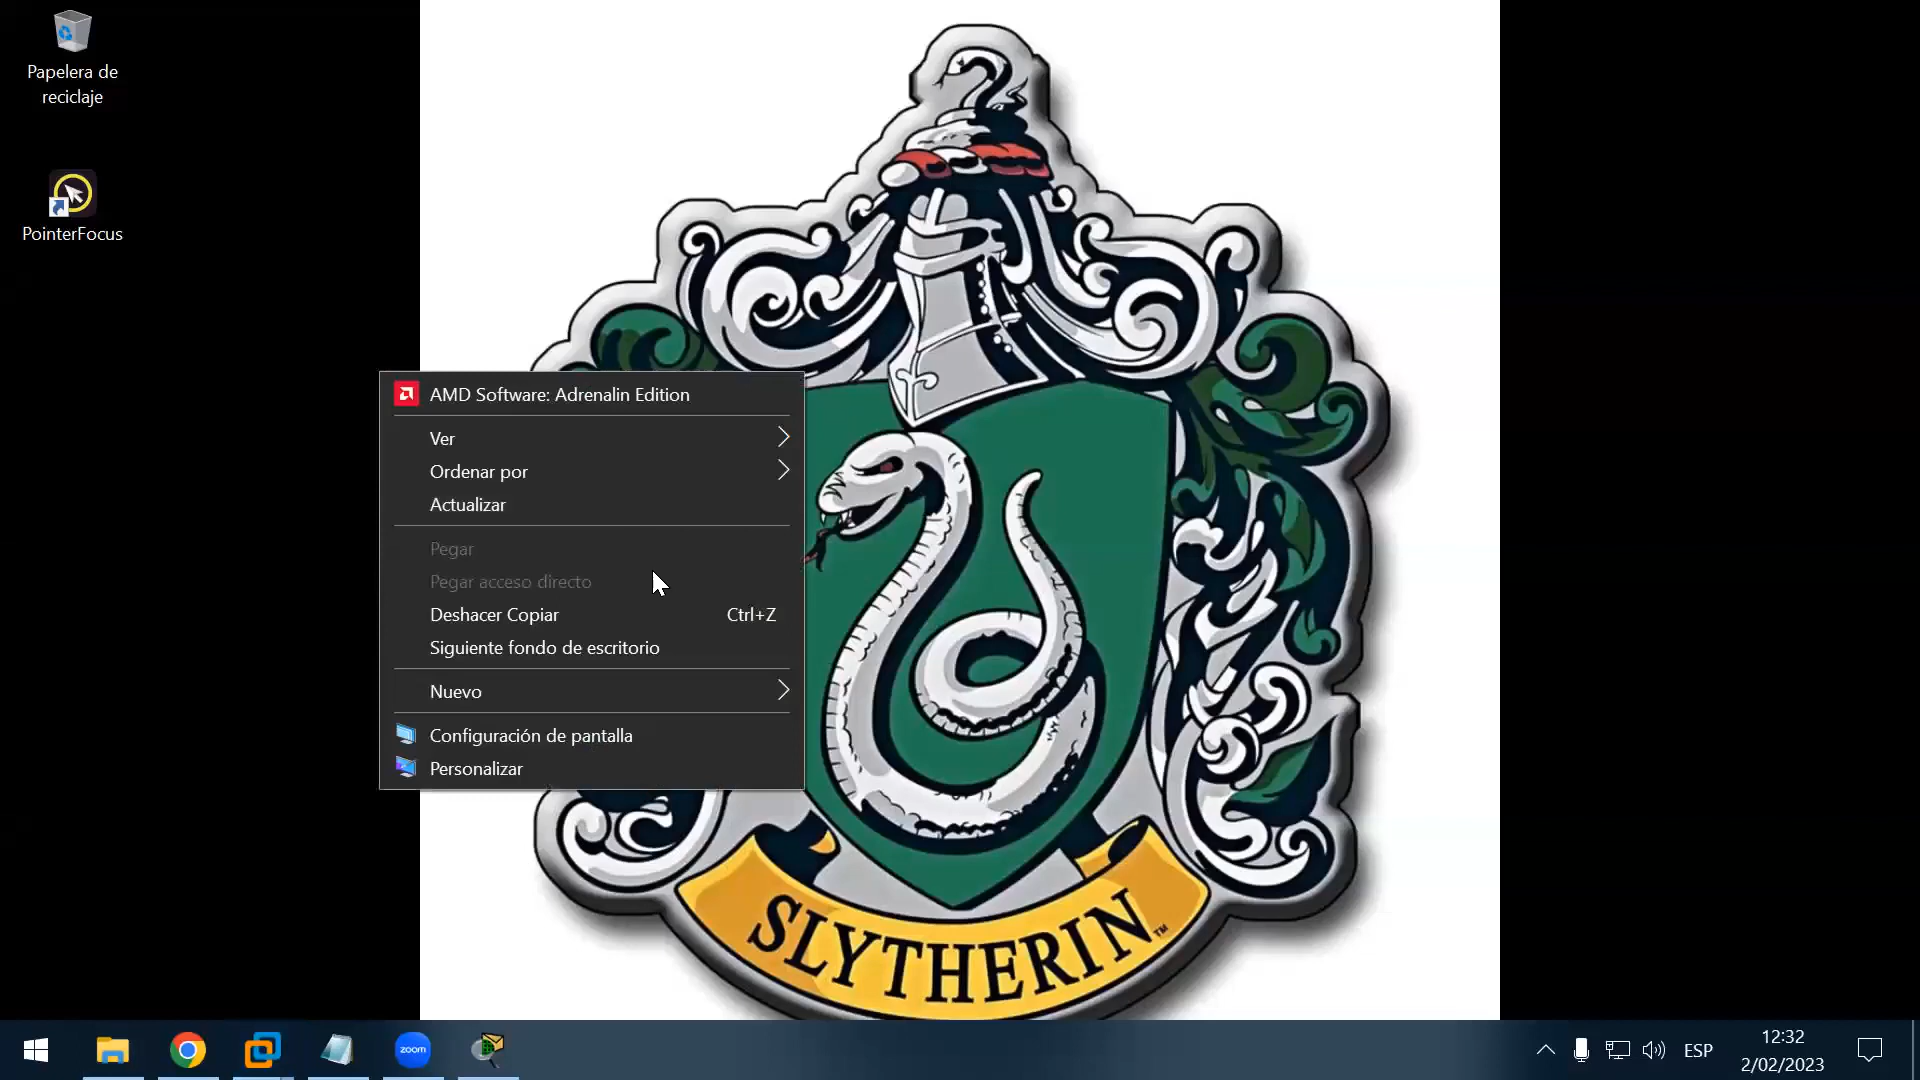 Papelera de
reciclaje
PointerFocus
AMD Software: Adrenalin Edition
Ver
Ordenar por
Actualizar
Pegar
Pegar acceso directo
Deshacer Copiar Ctrl+Z
Siguiente fondo de escritorio
Nuevo
Configuración de pantalla
Personalizar
SLYTHERIN™
zoom
ESP
12:32
2/02/2023